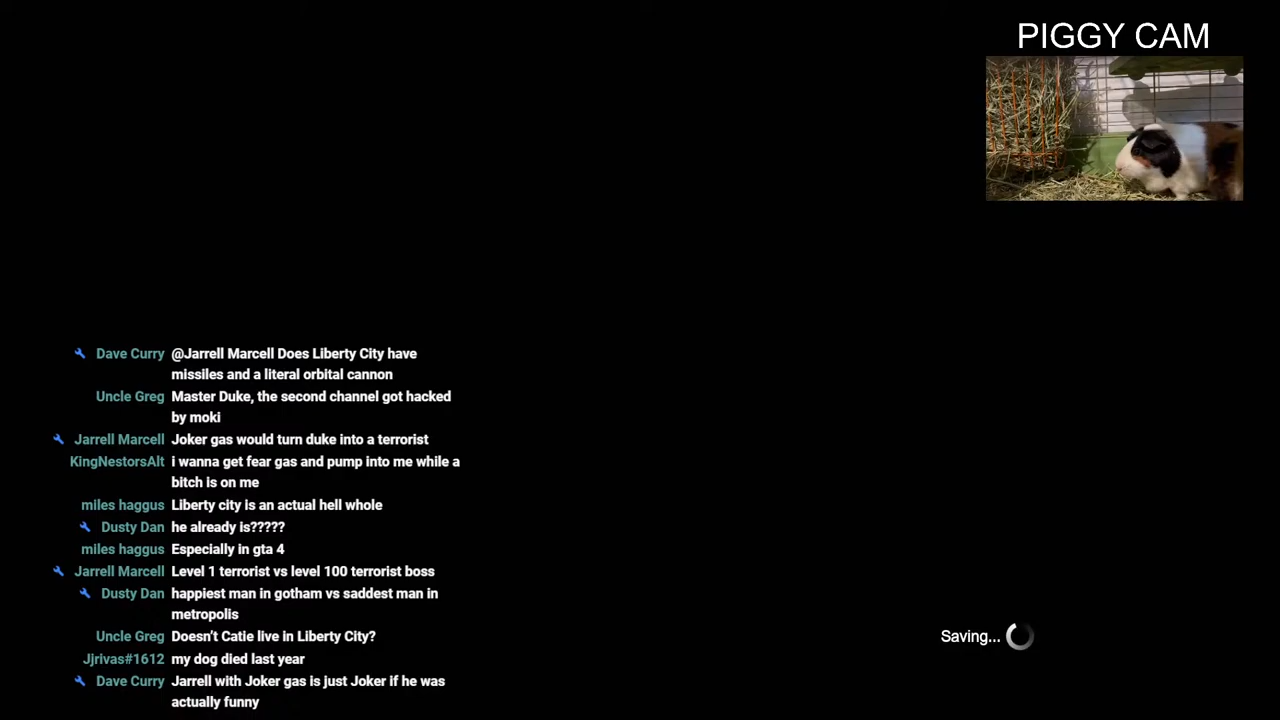 PIGGY CAM
Dave Curry @Jarrell Marcell Does Liberty City have
missiles and a literal orbital cannon
Uncle Greg Master Duke, the second channel got hacked
by moki
Jarrell Marcell Joker gas would turn duke into a terrorist
KingNestorsAlt i wanna get fear gas and pump into me while a
bitch is on me
miles haggus Liberty city is an actual hell whole
Dusty Dan he already is?????
miles haggus Especially in gta 4
Jarrell Marcell Level 1 terrorist vs level 100 terrorist boss
Dusty Dan happiest man in gotham vs saddest man in
metropolis
Uncle Greg Doesn't Catie live in Liberty City?
Saving...
Jjrivas#1612 my dog died last year
Dave Curry Jarrell with Joker gas is just Joker if he was
actually funny